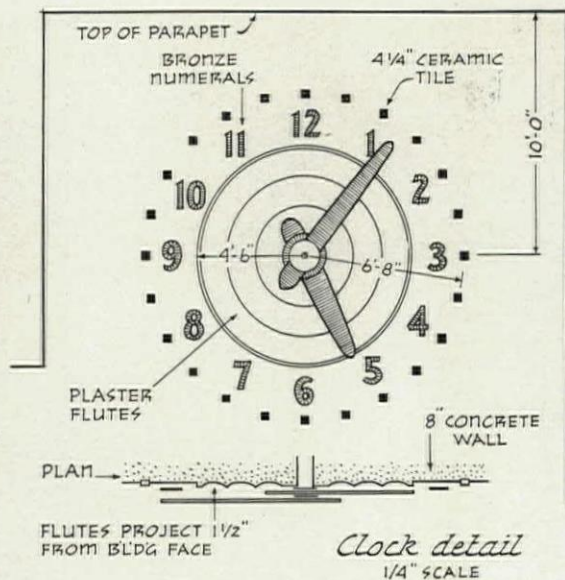 TOP OF PARAPET
BRONZE
NUMERALS
4 1/4" CERAMIC
TILE
10'-0"
12
1
2
3
4
5
6
7
8
9
10
11
4'-6"
6'-8"
PLASTER
FLUTES
8" CONCRETE
WALL
PLAN
FLUTES PROJECT 1 1/2"
FROM BL'DG FACE
Clock detail
1/4" SCALE